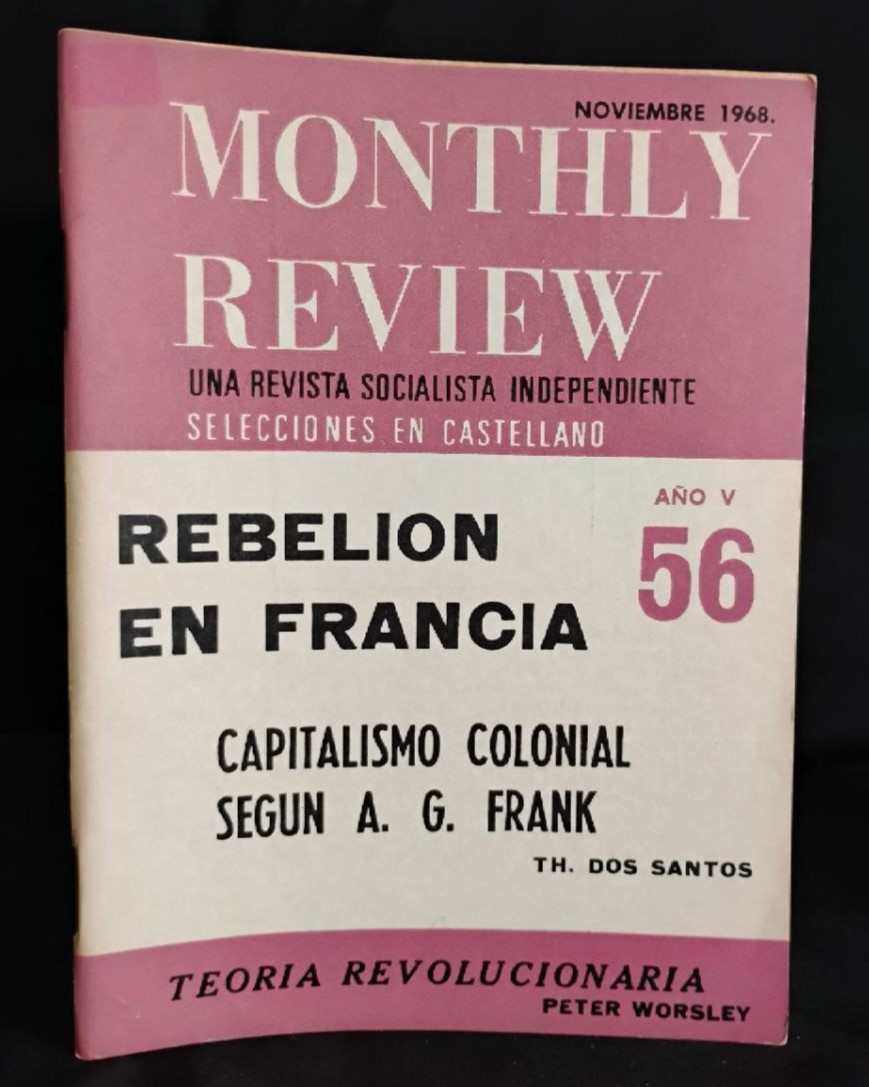 NOVIEMBRE 1968.
MONTHLY
REVIEW
UNA REVISTA SOCIALISTA INDEPENDIENTE
SELECCIONES EN CASTELLANO
AÑO V
56
REBELION
EN FRANCIA
CAPITALISMO COLONIAL
SEGUN A. G. FRANK
TH. DOS SANTOS
TEORIA REVOLUCIONARIA
PETER WORSLEY